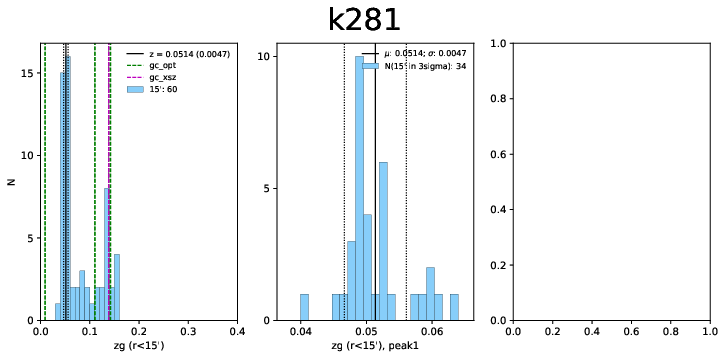 k281
z = 0.0514 (0.0047)
gc_opt
gc_xsz
15': 60
N
0
5
10
15
0.0 0.1 0.2 0.3 0.4
zg (r<15')
μ: 0.0514; σ: 0.0047
N(15' in 3sigma): 34
0
5
10
0.04 0.05 0.06
zg (r<15'), peak1
1.0
0.8
0.6
0.4
0.2
0.0
0.0 0.2 0.4 0.6 0.8 1.0